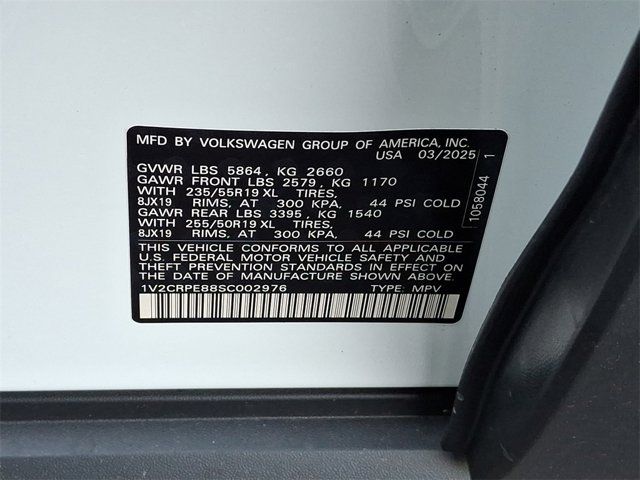 MFD BY VOLKSWAGEN GROUP OF AMERICA, INC.
USA 03/2025
GVWR LBS 5864, KG 2660
GAWR FRONT LBS 2579, KG 1170
WITH 235/55R19 XL TIRES,
8JX19 RIMS, AT 300 KPA, 44 PSI COLD
GAWR REAR LBS 3395, KG 1540
WITH 255/50R19 XL TIRES,
8JX19 RIMS, AT 300 KPA, 44 PSI COLD
THIS VEHICLE CONFORMS TO ALL APPLICABLE
U.S. FEDERAL MOTOR VEHICLE SAFETY AND
THEFT PREVENTION STANDARDS IN EFFECT
ON THE DATE OF MANUFACTURE SHOWN ABOVE.
1V2CRPE88SC002976 TYPE: MPV
1058044 1